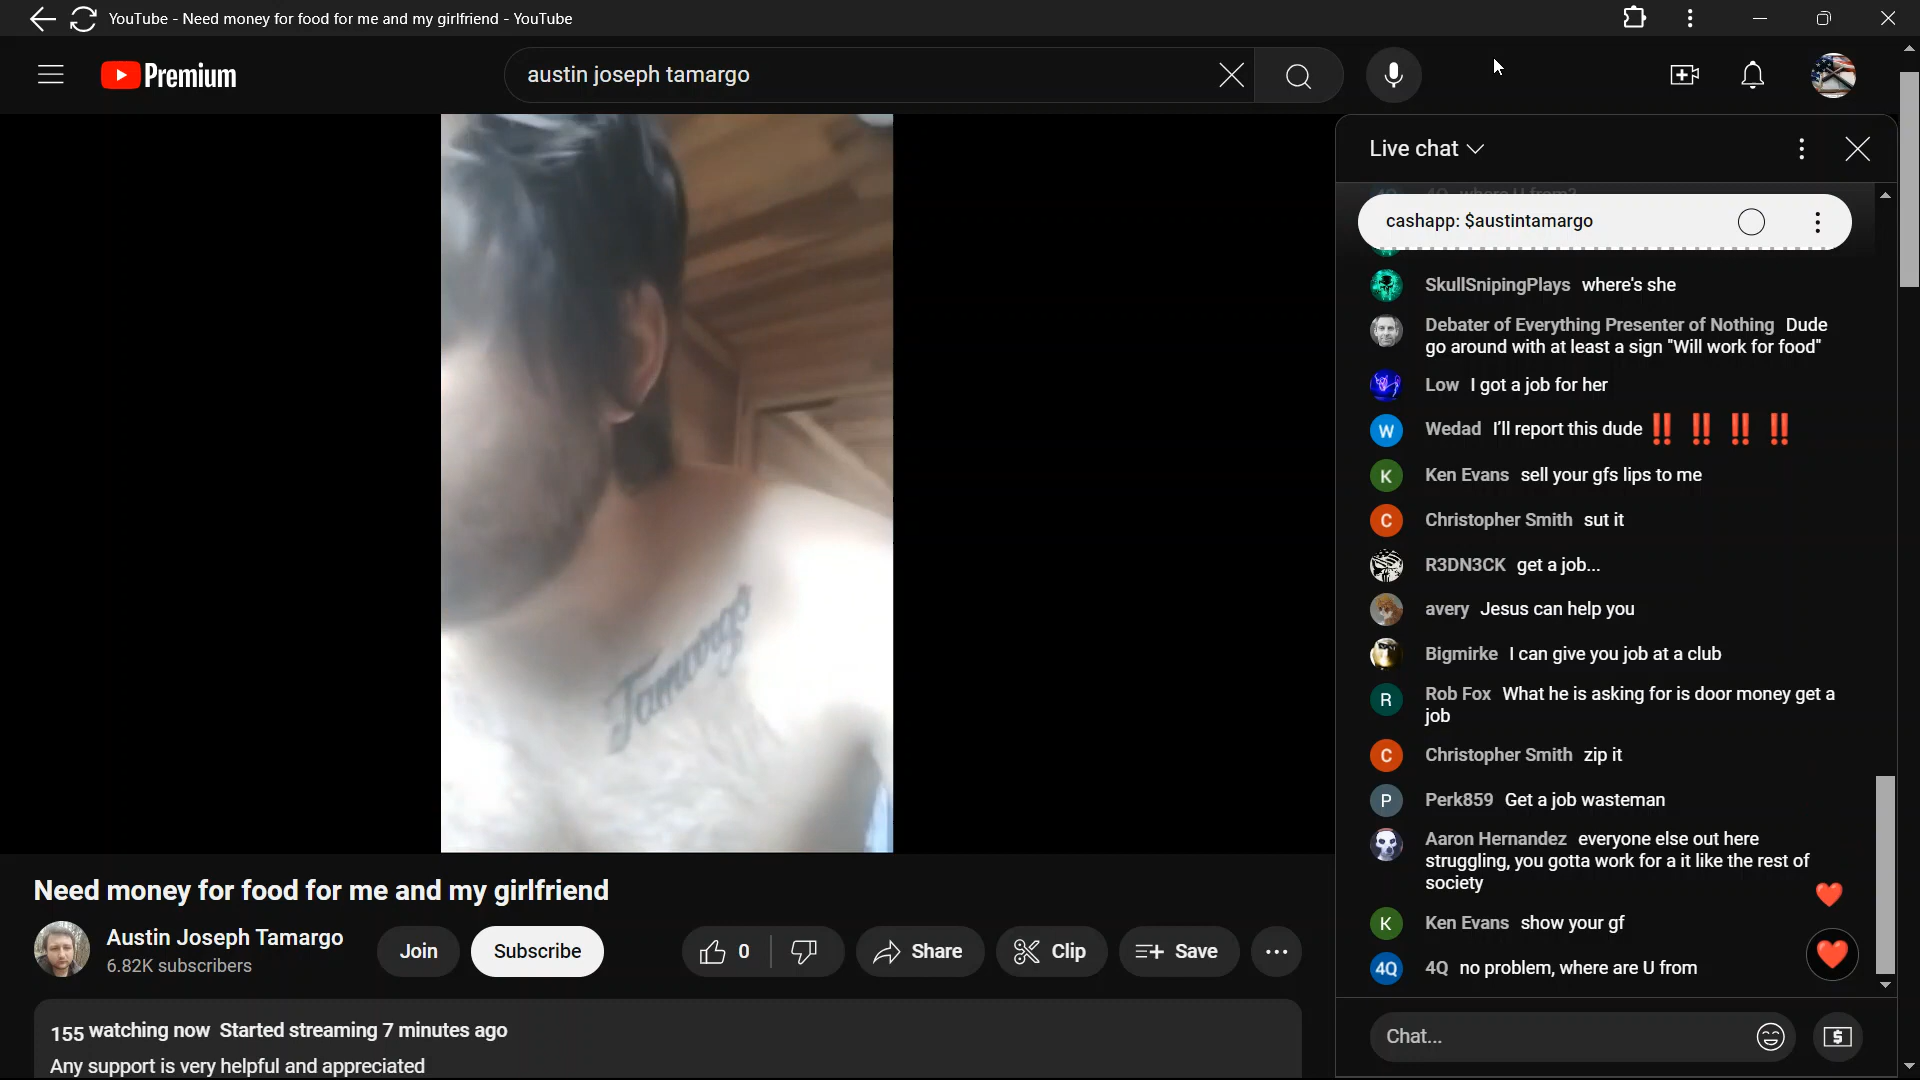 YouTube - Need money for food for me and my girlfriend - YouTube
Premium
austin joseph tamargo
Live chat
4Q where U from?
cashapp: $austintamargo
SkullSnipingPlays where's she
Debater of Everything Presenter of Nothing Dude
go around with at least a sign "Will work for food"
Low I got a job for her
W Wedad I'll report this dude ‼️ ‼️ ‼️ ‼️
K Ken Evans sell your gfs lips to me
C Christopher Smith sut it
R3DN3CK get a job...
avery Jesus can help you
Bigmirke I can give you job at a club
R Rob Fox What he is asking for is door money get a
job
C Christopher Smith zip it
P Perk859 Get a job wasteman
Aaron Hernandez everyone else out here
struggling, you gotta work for a it like the rest of
society
K Ken Evans show your gf
4Q 4Q no problem, where are U from
Chat...
Tamargo
Need money for food for me and my girlfriend
Austin Joseph Tamargo
6.82K subscribers
Join
Subscribe
0
Share
Clip
Save
155 watching now Started streaming 7 minutes ago
Any support is very helpful and appreciated